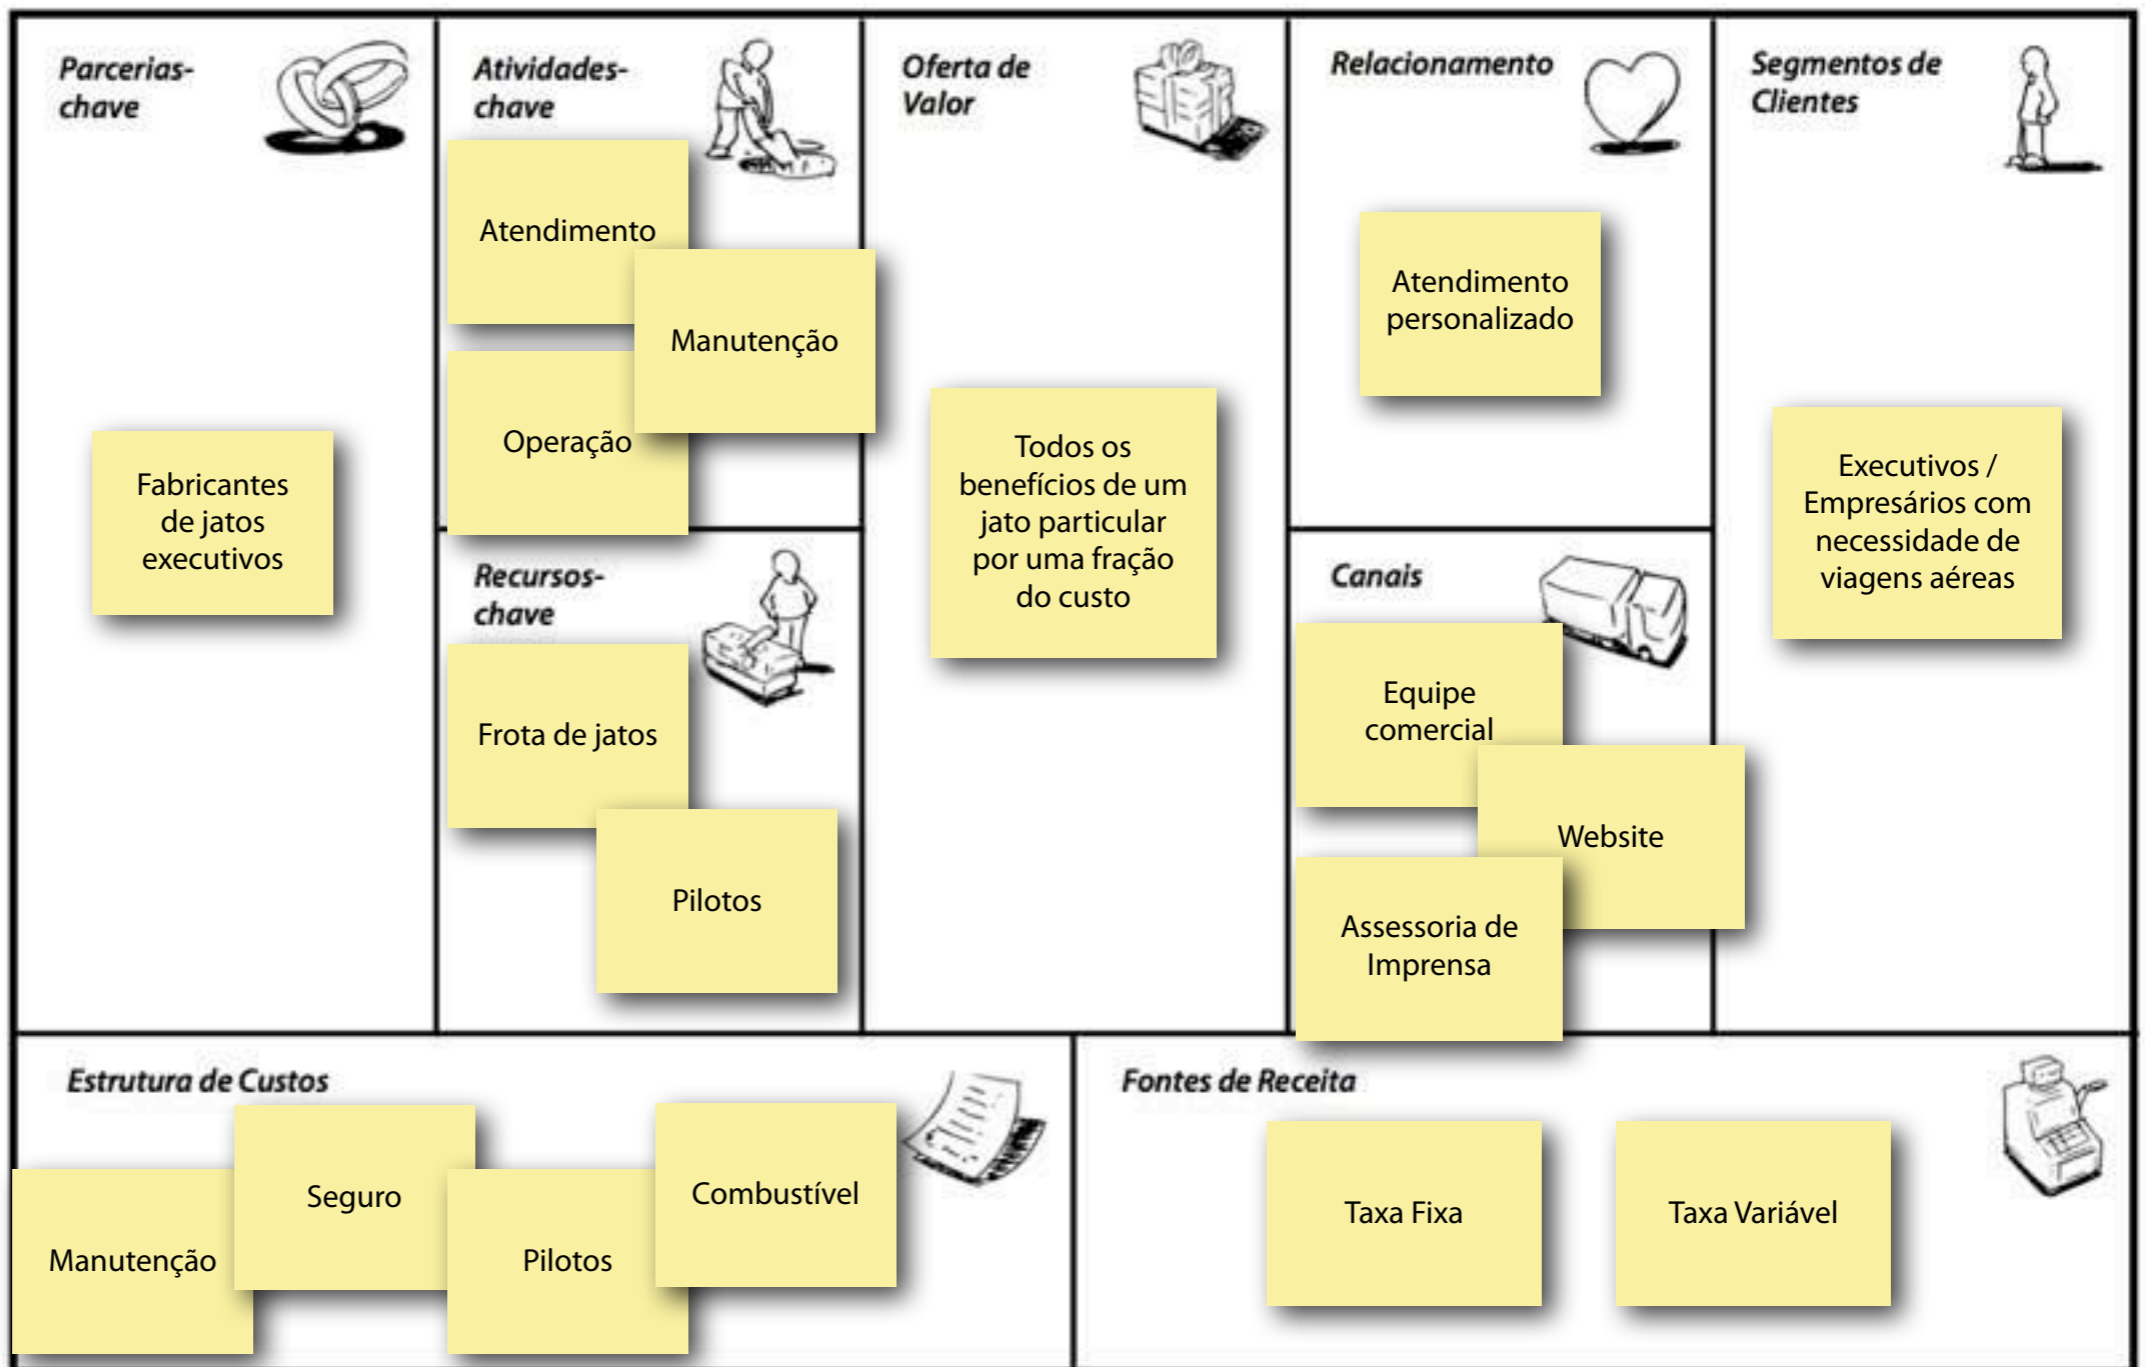 Parcerias-
chave
Fabricantes
de jatos
executivos
Atividades-
chave
Atendimento
Manutenção
Operação
Recursos-
chave
Frota de jatos
Pilotos
Oferta de
Valor
Todos os
benefícios de um
jato particular
por uma fração
do custo
Relacionamento
Atendimento
personalizado
Canais
Equipe
comercial
Website
Assessoria de
Imprensa
Segmentos de
Clientes
Executivos /
Empresários com
necessidade de
viagens aéreas
Estrutura de Custos
Manutenção
Seguro
Pilotos
Combustível
Fontes de Receita
Taxa Fixa
Taxa Variável